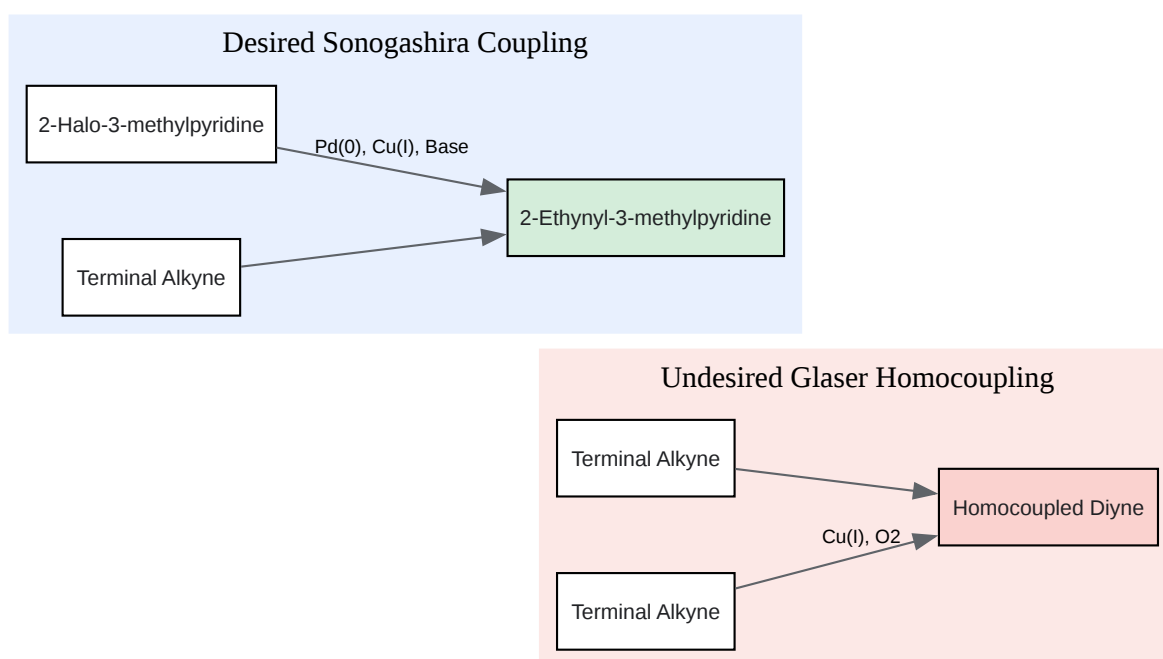 Desired Sonogashira Coupling
2-Halo-3-methylpyridine
Pd(0), Cu(I), Base
2-Ethynyl-3-methylpyridine
Terminal Alkyne
Undesired Glaser Homocoupling
Terminal Alkyne
Homocoupled Diyne
Cu(I), O2
Terminal Alkyne